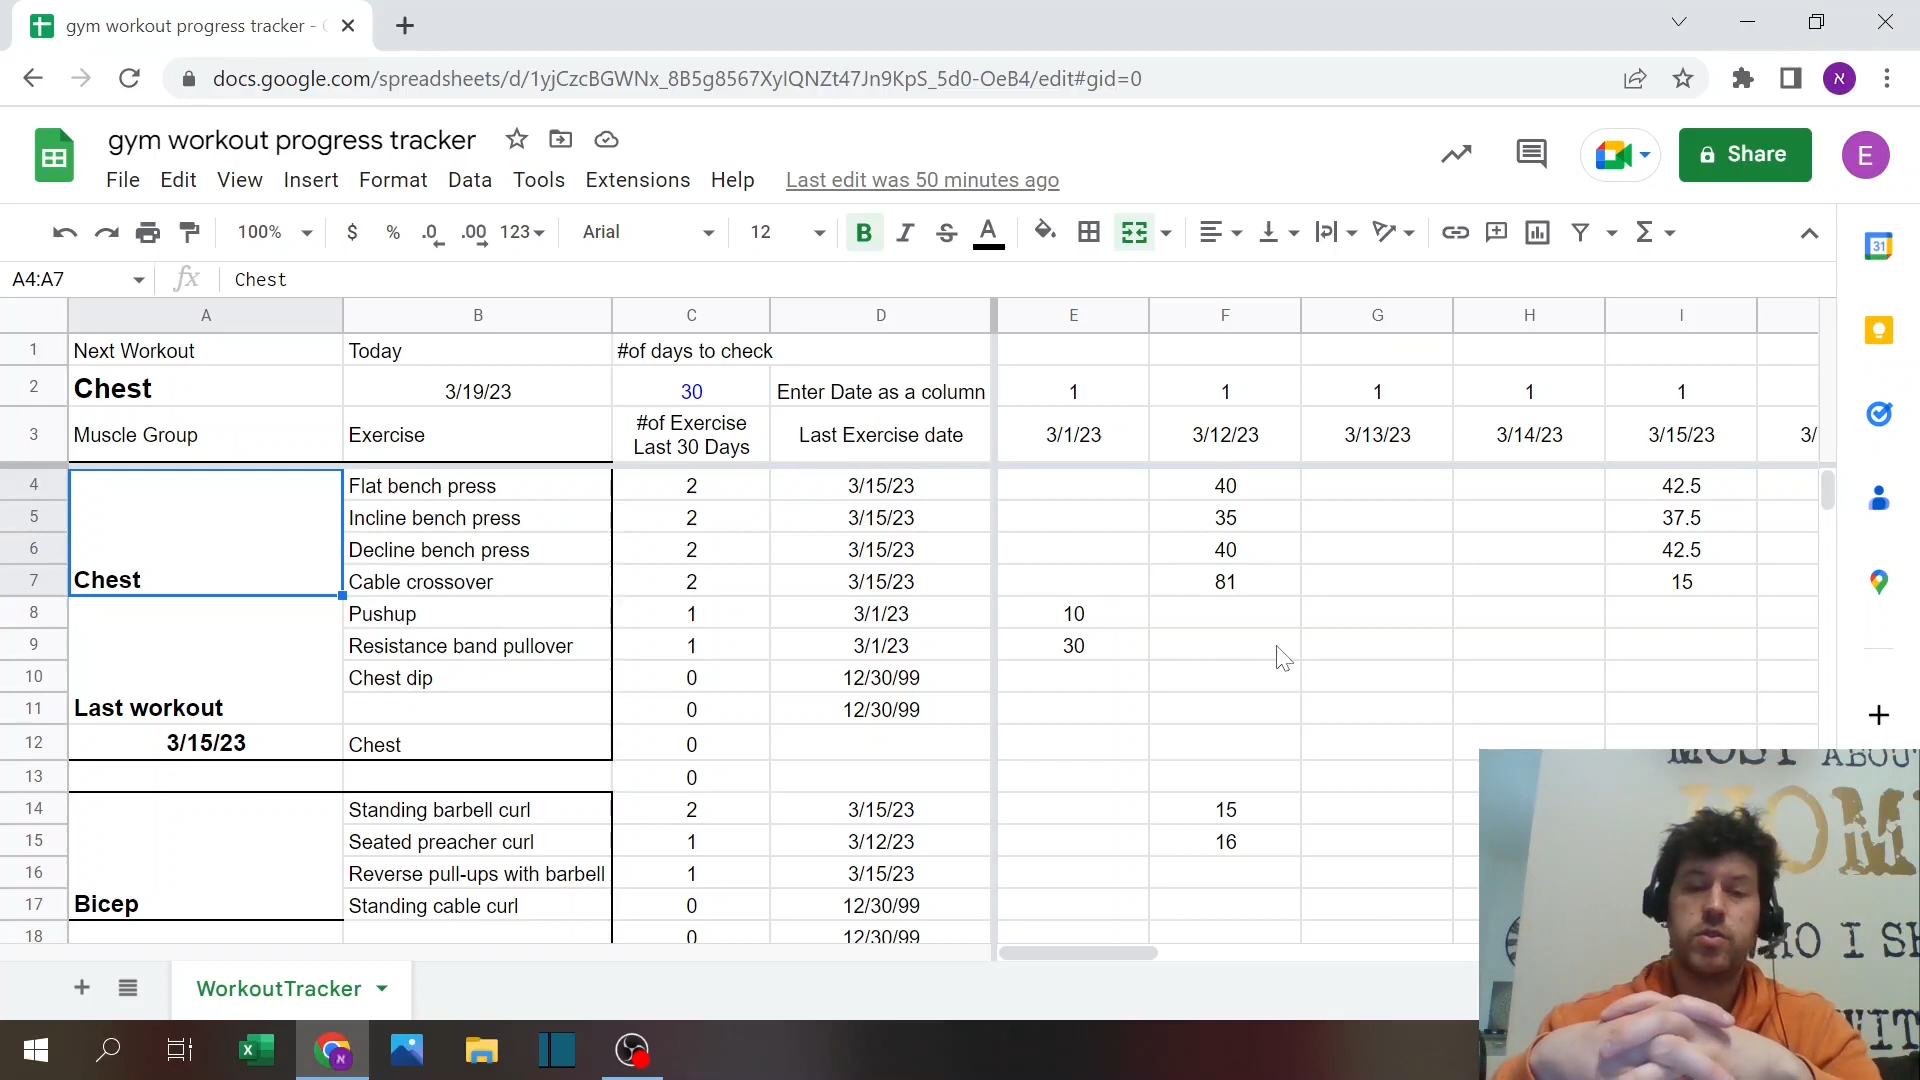 gym workout progress tracker -
docs.google.com/spreadsheets/d/1yjCzcBGWNx_8B5g8567XyIQNZt47Jn9KpS_5d0-OeB4/edit#gid=0
א
gym workout progress tracker
Share
E
File Edit View Insert Format Data Tools Extensions Help Last edit was 50 minutes ago
100% $ % .0 .00 123 Arial 12 B I S A Σ
31
A4:A7 fx Chest
A B C D E F G H I
1 Next Workout Today #of days to check
2 Chest 3/19/23 30 Enter Date as a column 1 1 1 1 1
3 Muscle Group Exercise #of Exercise Last 30 Days Last Exercise date 3/1/23 3/12/23 3/13/23 3/14/23 3/15/23 3/
4 Flat bench press 2 3/15/23 40 42.5
5 Incline bench press 2 3/15/23 35 37.5
6 Decline bench press 2 3/15/23 40 42.5
7 Chest Cable crossover 2 3/15/23 81 15
8 Pushup 1 3/1/23 10
9 Resistance band pullover 1 3/1/23 30
10 Chest dip 0 12/30/99
11 Last workout 0 12/30/99
12 3/15/23 Chest 0
13 0
14 Standing barbell curl 2 3/15/23 15
15 Seated preacher curl 1 3/12/23 16
16 Reverse pull-ups with barbell 1 3/15/23
17 Bicep Standing cable curl 0 12/30/99
18 0 12/30/99
MOST ABOU
HOM
HO I SH
WIT
WorkoutTracker